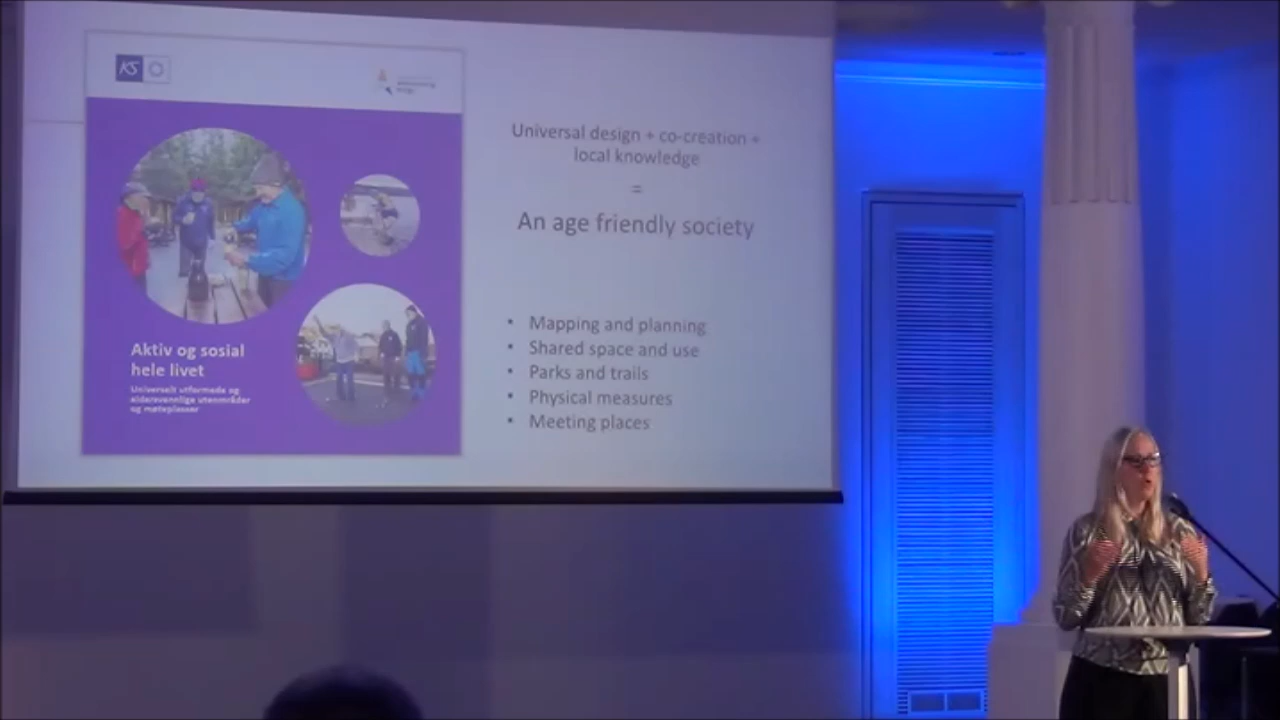 KS
Aktiv og sosial
hele livet
Universelt utformede og
aldersvennlige uteområder
og møteplasser
Universal design + co-creation +
local knowledge
=
An age friendly society
• Mapping and planning
• Shared space and use
• Parks and trails
• Physical measures
• Meeting places